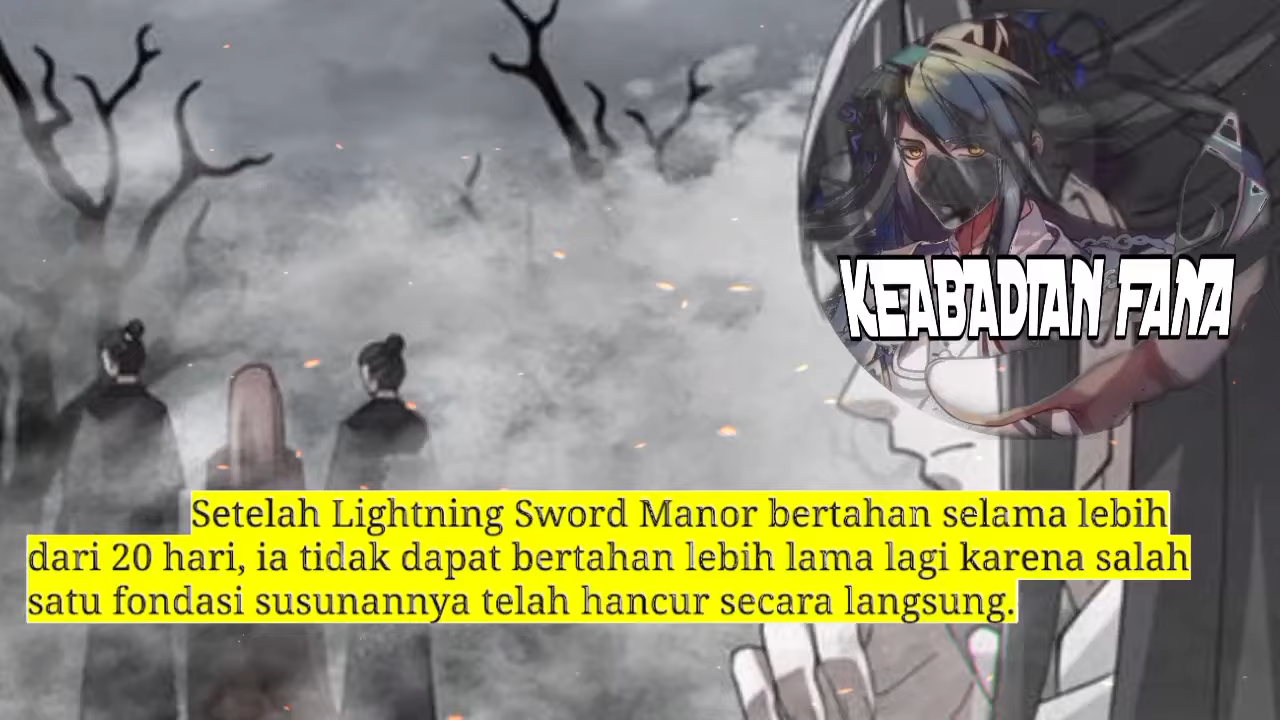 KEABADIAN FANA
Setelah Lightning Sword Manor bertahan selama lebih
dari 20 hari, ia tidak dapat bertahan lebih lama lagi karena salah
satu fondasi susunannya telah hancur secara langsung.